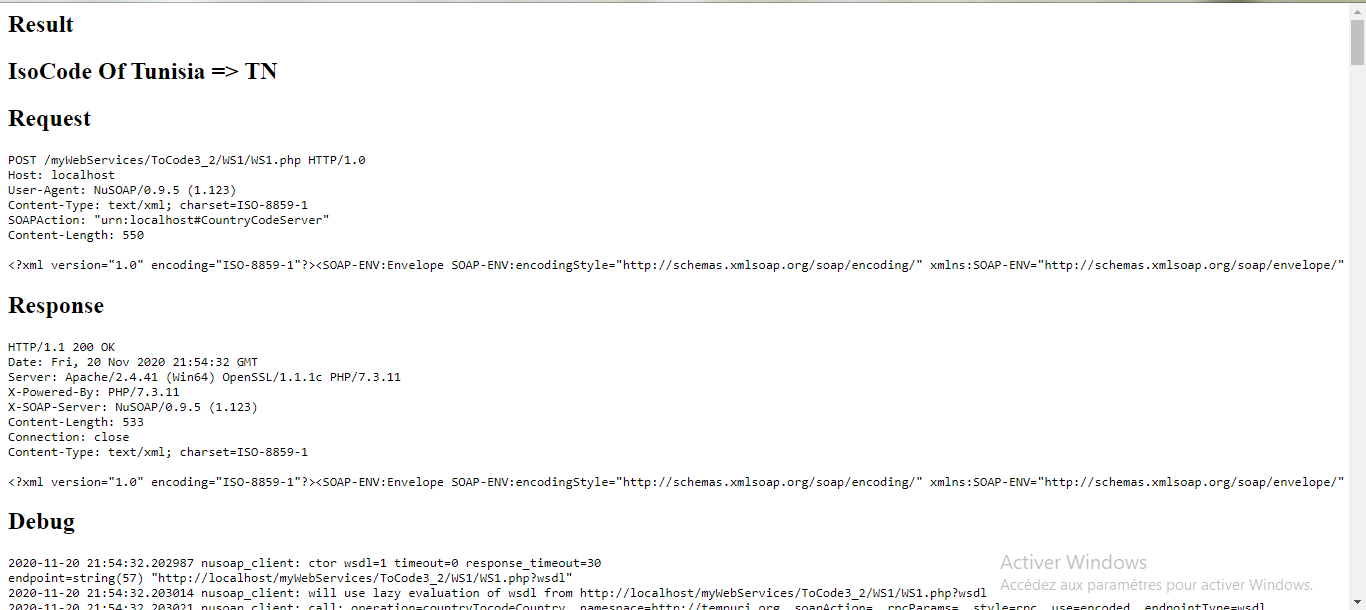 Result
IsoCode Of Tunisia => TN
Request
POST /myWebServices/ToCode3_2/WS1/WS1.php HTTP/1.0
Host: localhost
User-Agent: NuSOAP/0.9.5 (1.123)
Content-Type: text/xml; charset=ISO-8859-1
SOAPAction: "urn:localhost#CountryCodeServer"
Content-Length: 550
<?xml version="1.0" encoding="ISO-8859-1"?><SOAP-ENV:Envelope SOAP-ENV:encodingStyle="http://schemas.xmlsoap.org/soap/encoding/" xmlns:SOAP-ENV="http://schemas.xmlsoap.org/soap/envelope/"
Response
HTTP/1.1 200 OK
Date: Fri, 20 Nov 2020 21:54:32 GMT
Server: Apache/2.4.41 (Win64) OpenSSL/1.1.1c PHP/7.3.11
X-Powered-By: PHP/7.3.11
X-SOAP-Server: NuSOAP/0.9.5 (1.123)
Content-Length: 533
Connection: close
Content-Type: text/xml; charset=ISO-8859-1
<?xml version="1.0" encoding="ISO-8859-1"?><SOAP-ENV:Envelope SOAP-ENV:encodingStyle="http://schemas.xmlsoap.org/soap/encoding/" xmlns:SOAP-ENV="http://schemas.xmlsoap.org/soap/envelope/"
Debug
2020-11-20 21:54:32.202987 nusoap_client: ctor wsdl=1 timeout=0 response_timeout=30
endpoint=string(57) "http://localhost/myWebServices/ToCode3_2/WS1/WS1.php?wsdl"
2020-11-20 21:54:32.203014 nusoap_client: will use lazy evaluation of wsdl from http://localhost/myWebServices/ToCode3_2/WS1/WS1.php?wsdl
2020-11-20 21:54:32.203021 nusoap_client: call: operation=countryTocodeCountry, namespace=http://tempuri.org, soapAction=, rpcParams=, style=rpc, use=encoded, endpointType=wsdl
Activer Windows
Accédez aux paramètres pour activer Windows.